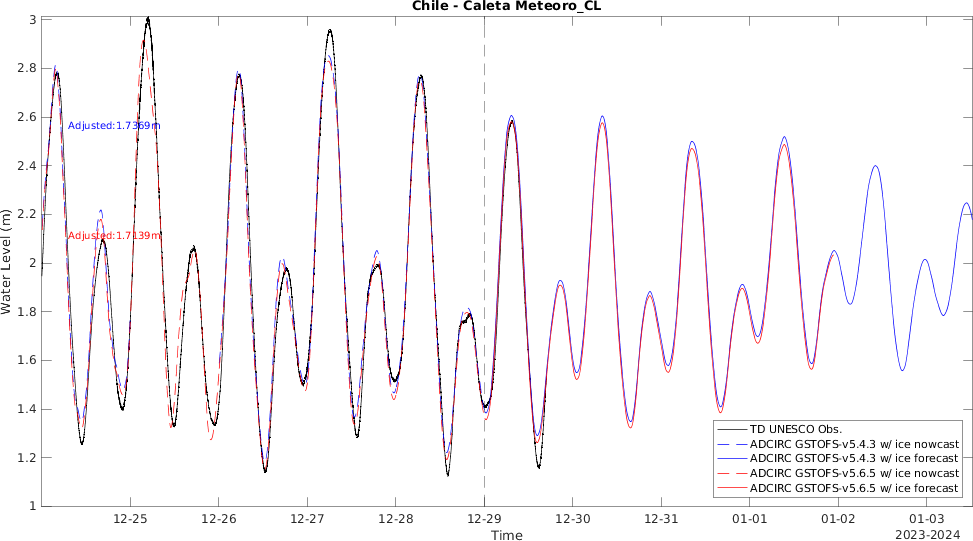 Chile - Caleta Meteoro_CL
3
2.8
2.6
2.4
2.2
2
1.8
1.6
1.4
1.2
1
Water Level (m)
Adjusted:1.7369m
Adjusted:1.7139m
TD UNESCO Obs.
ADCIRC GSTOFS-v5.4.3 w/ ice nowcast
ADCIRC GSTOFS-v5.4.3 w/ ice forecast
ADCIRC GSTOFS-v5.6.5 w/ ice nowcast
ADCIRC GSTOFS-v5.6.5 w/ ice forecast
12-25 12-26 12-27 12-28 12-29 12-30 12-31 01-01 01-02 01-03
Time
2023-2024